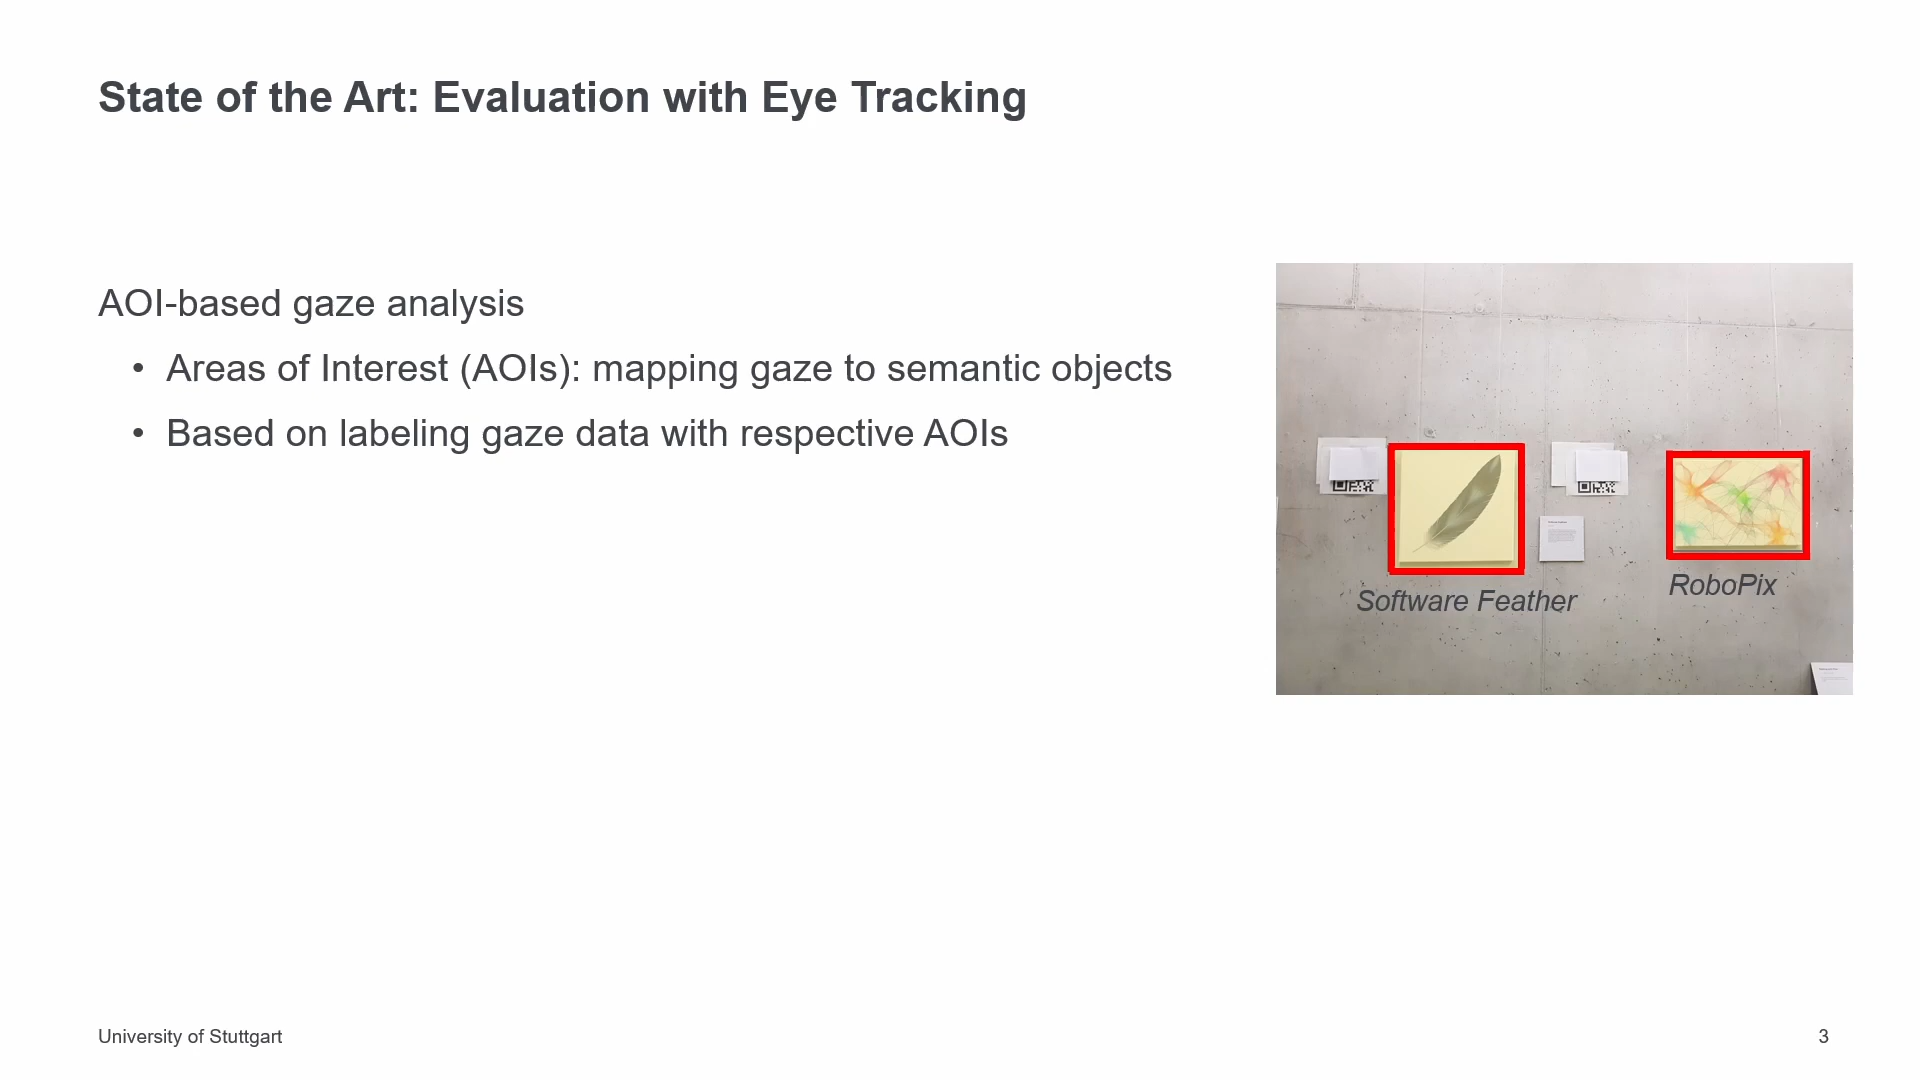 State of the Art: Evaluation with Eye Tracking
AOI-based gaze analysis
• Areas of Interest (AOIs): mapping gaze to semantic objects
• Based on labeling gaze data with respective AOIs
Software Feather
RoboPix
University of Stuttgart
3